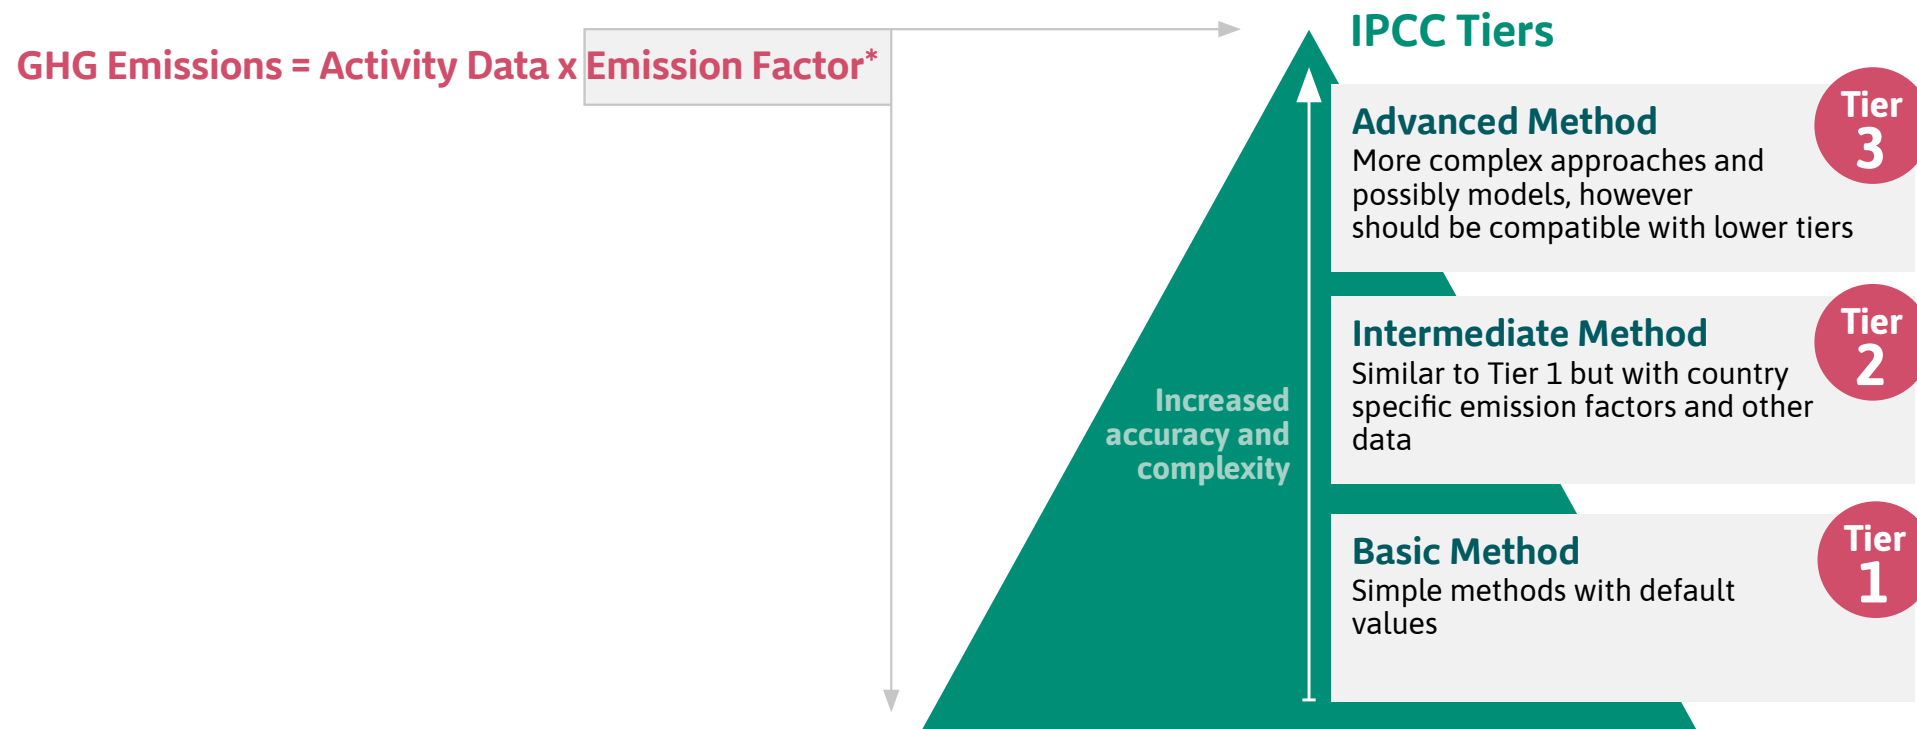 GHG Emissions = Activity Data x Emission Factor*
IPCC Tiers
Advanced Method
More complex approaches and
possibly models, however
should be compatible with lower tiers
Tier
3
Intermediate Method
Similar to Tier 1 but with country
specific emission factors and other
data
Tier
2
Increased
accuracy and
complexity
Basic Method
Simple methods with default
values
Tier
1